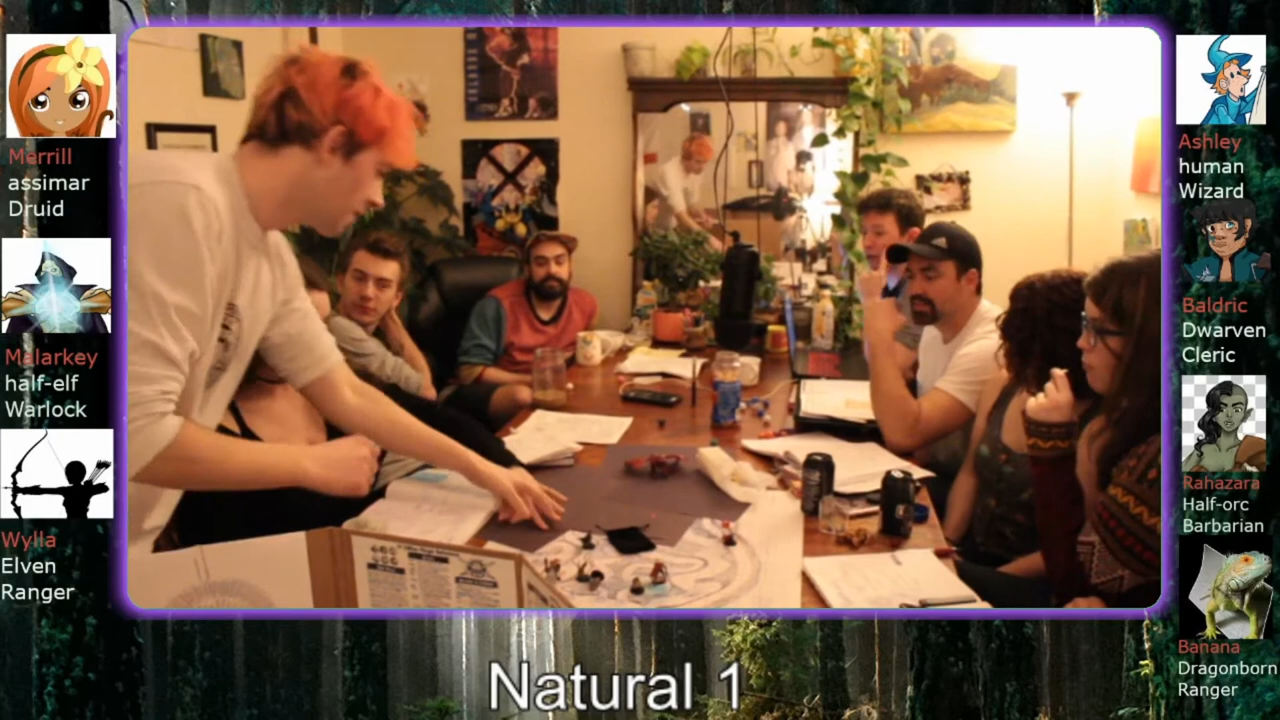 Merrill
assimar
Druid
Malarkey
half-elf
Warlock
Wylla
Elven
Ranger
Ashley
human
Wizard
Baldric
Dwarven
Cleric
Rahazara
Half-orc
Barbarian
Banana
Dragonborn
Ranger
Natural 1